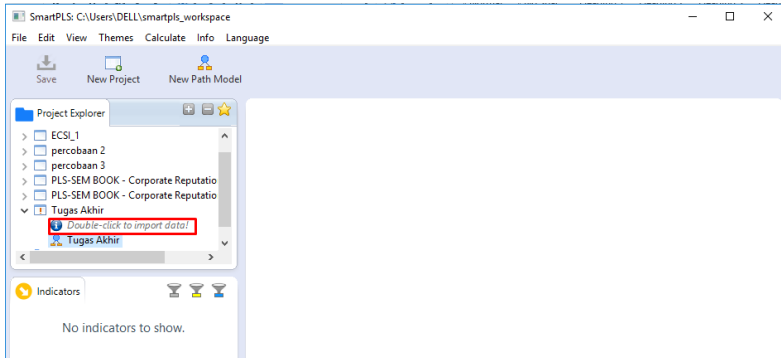 SmartPLS: C:\Users\DELL\smartpls_workspace
File Edit View Themes Calculate Info Language
Save New Project New Path Model
Project Explorer
ECSI_1
percobaan 2
percobaan 3
PLS-SEM BOOK - Corporate Reputatio
PLS-SEM BOOK - Corporate Reputatio
Tugas Akhir
Double-click to import data!
Tugas Akhir
Indicators
No indicators to show.